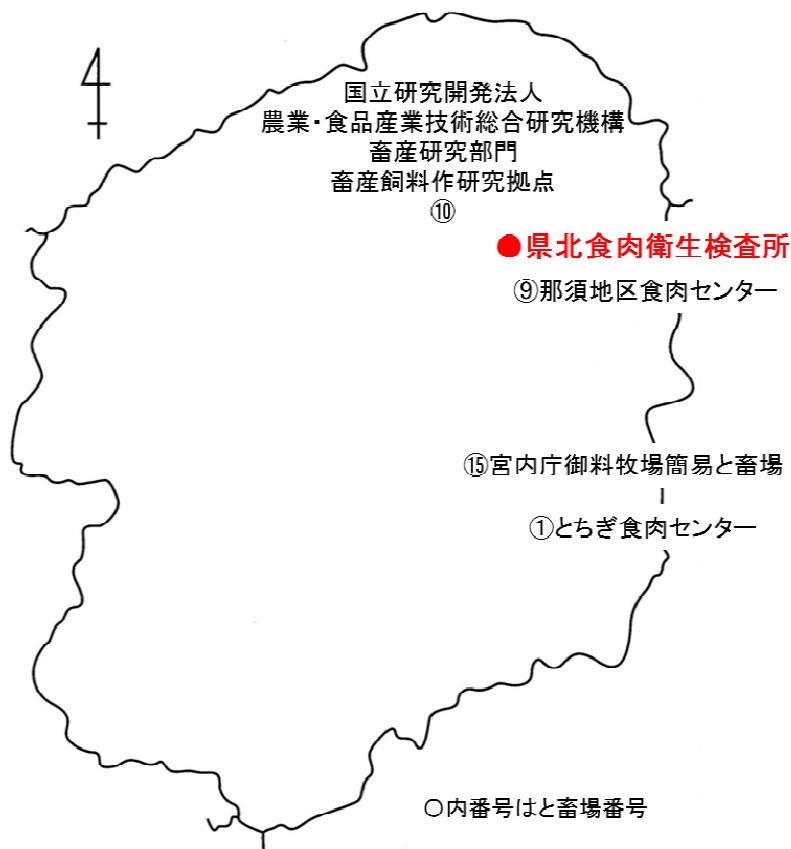 国立研究開発法人
農業・食品産業技術総合研究機構
畜産研究部門
畜産飼料作研究拠点
⑩
●県北食肉衛生検査所
⑨那須地区食肉センター
⑮宮内庁御料牧場簡易と畜場
①とちぎ食肉センター
○内番号はと畜場番号